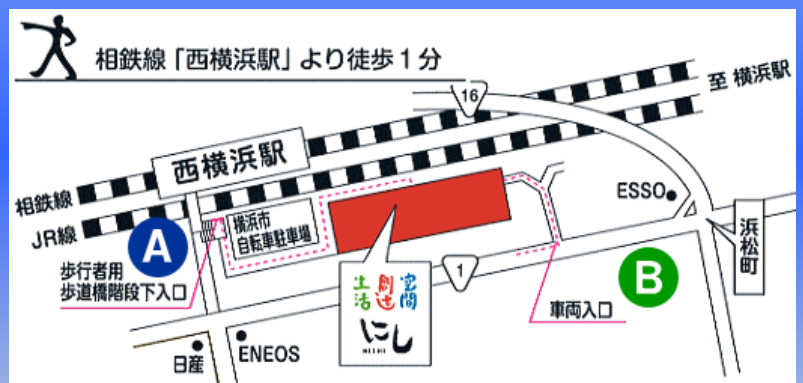 相鉄線「西横浜駅」より徒歩1分
16
至 横浜駅
西横浜駅
相鉄線
JR線
A
横浜市
自転車駐車場
ESSO
浜松町
歩行者用
歩道橋階段下入口
生活
創造
空間
にし
NISHI
1
B
車両入口
日産
ENEOS